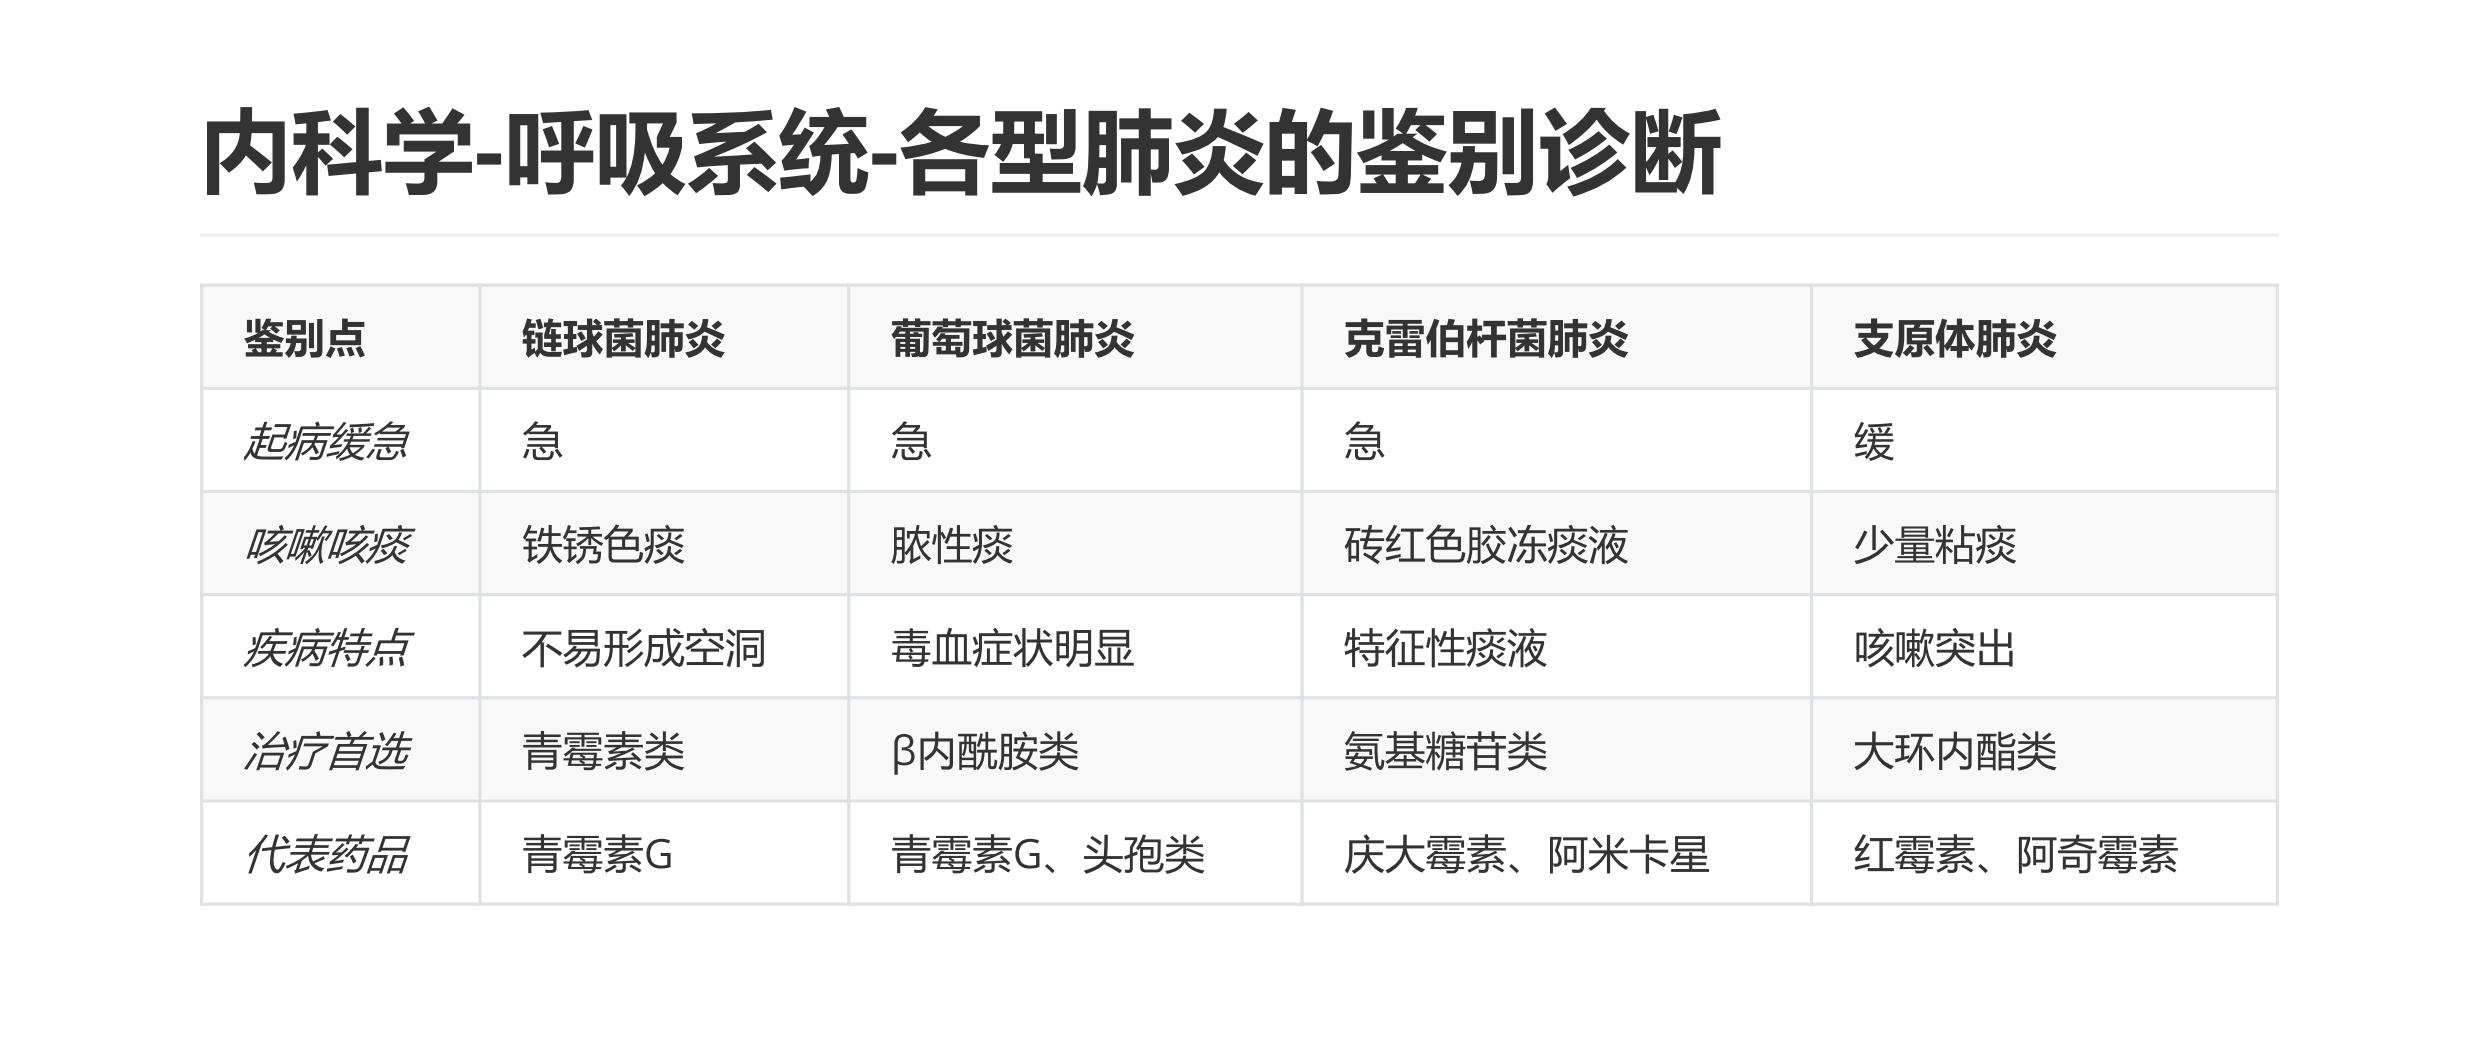 内科学-呼吸系统-各型肺炎的鉴别诊断
鉴别点 链球菌肺炎 葡萄球菌肺炎 克雷伯杆菌肺炎 支原体肺炎
起病缓急 急 急 急 缓
咳嗽咳痰 铁锈色痰 脓性痰 砖红色胶冻痰液 少量粘痰
疾病特点 不易形成空洞 毒血症状明显 特征性痰液 咳嗽突出
治疗首选 青霉素类 β内酰胺类 氨基糖苷类 大环内酯类
代表药品 青霉素G 青霉素G、头孢类 庆大霉素、阿米卡星 红霉素、阿奇霉素